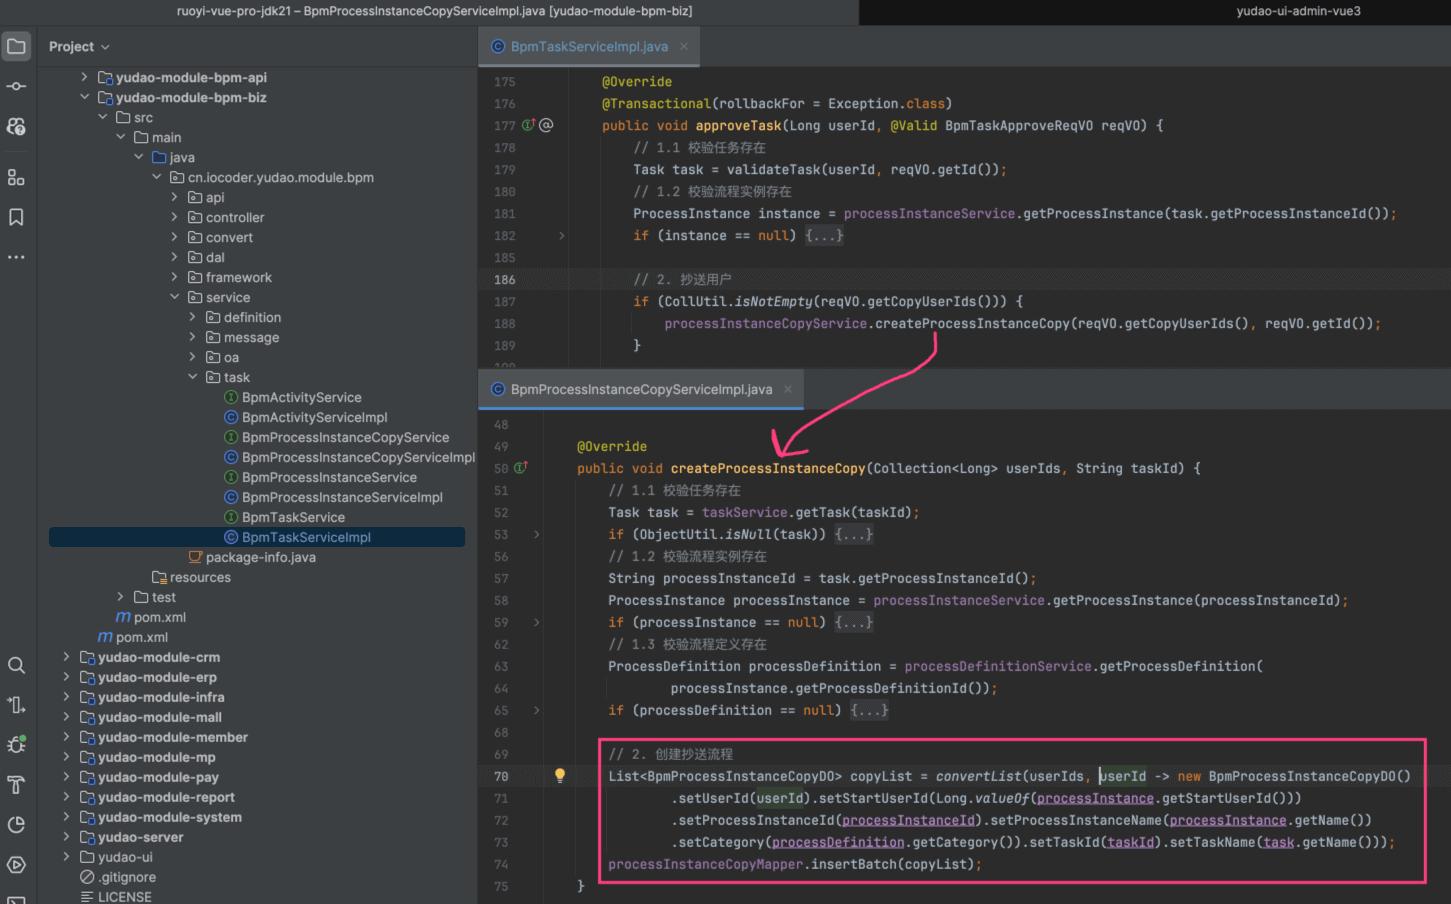 ruoyi-vue-pro-jdk21 – BpmProcessInstanceCopyServiceImpl.java [yudao-module-bpm-biz]
yudao-ui-admin-vue3
Project
yudao-module-bpm-api
yudao-module-bpm-biz
src
main
java
cn.iocoder.yudao.module.bpm
api
controller
convert
dal
framework
service
definition
message
oa
task
BpmActivityService
BpmActivityServiceImpl
BpmProcessInstanceCopyService
BpmProcessInstanceCopyServiceImpl
BpmProcessInstanceService
BpmProcessInstanceServiceImpl
BpmTaskService
BpmTaskServiceImpl
package-info.java
resources
test
pom.xml
pom.xml
yudao-module-crm
yudao-module-erp
yudao-module-infra
yudao-module-mall
yudao-module-member
yudao-module-mp
yudao-module-pay
yudao-module-report
yudao-module-system
yudao-server
yudao-ui
.gitignore
LICENSE
BpmTaskServiceImpl.java
175 @Override
176 @Transactional(rollbackFor = Exception.class)
177 public void approveTask(Long userId, @Valid BpmTaskApproveReqVO reqVO) {
178 // 1.1 校验任务存在
179 Task task = validateTask(userId, reqVO.getId());
180 // 1.2 校验流程实例存在
181 ProcessInstance instance = processInstanceService.getProcessInstance(task.getProcessInstanceId());
182 if (instance == null) {...}
185
186 // 2. 抄送用户
187 if (CollUtil.isNotEmpty(reqVO.getCopyUserIds())) {
188 processInstanceCopyService.createProcessInstanceCopy(reqVO.getCopyUserIds(), reqVO.getId());
189 }
BpmProcessInstanceCopyServiceImpl.java
48
49 @Override
50 public void createProcessInstanceCopy(Collection<Long> userIds, String taskId) {
51 // 1.1 校验任务存在
52 Task task = taskService.getTask(taskId);
53 if (ObjectUtil.isNull(task)) {...}
56 // 1.2 校验流程实例存在
57 String processInstanceId = task.getProcessInstanceId();
58 ProcessInstance processInstance = processInstanceService.getProcessInstance(processInstanceId);
59 if (processInstance == null) {...}
62 // 1.3 校验流程定义存在
63 ProcessDefinition processDefinition = processDefinitionService.getProcessDefinition(
64 processInstance.getProcessDefinitionId());
65 if (processDefinition == null) {...}
68
69 // 2. 创建抄送流程
70 List<BpmProcessInstanceCopyDO> copyList = convertList(userIds, userId -> new BpmProcessInstanceCopyDO()
71 .setUserId(userId).setStartUserId(Long.valueOf(processInstance.getStartUserId()))
72 .setProcessInstanceId(processInstanceId).setProcessInstanceName(processInstance.getName())
73 .setCategory(processDefinition.getCategory()).setTaskId(taskId).setTaskName(task.getName()));
74 processInstanceCopyMapper.insertBatch(copyList);
75 }